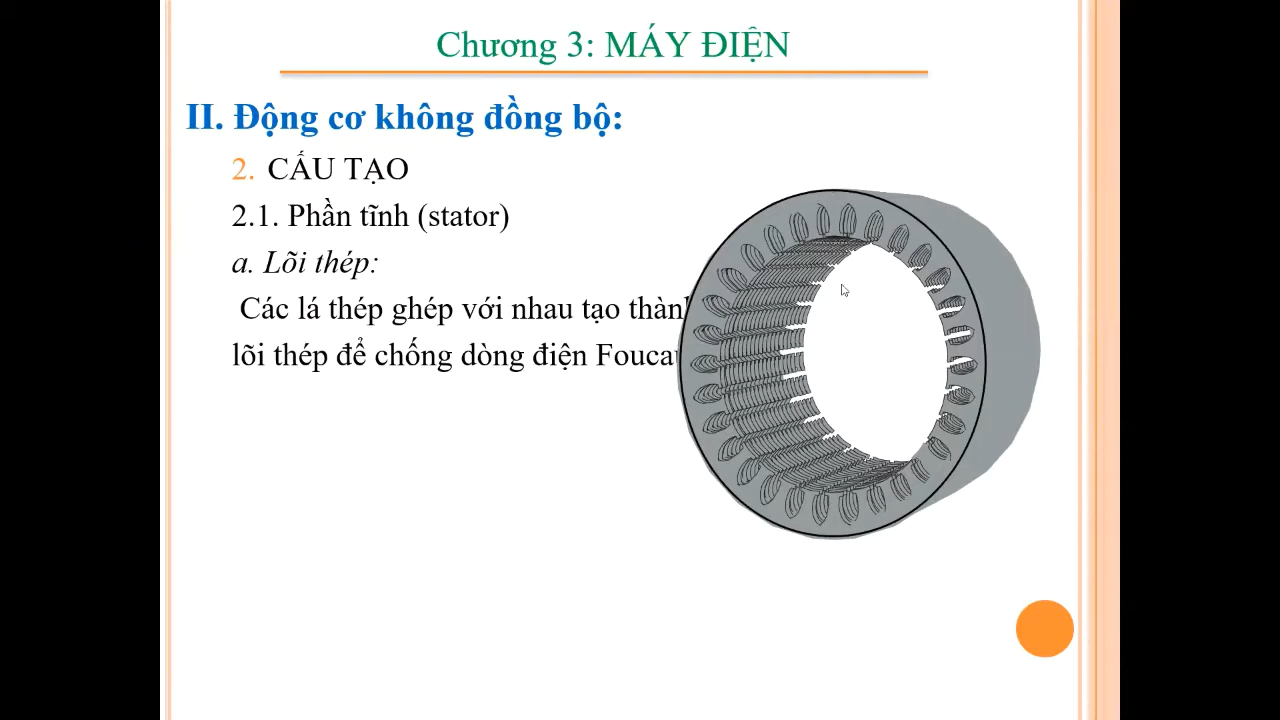 Chương 3: MÁY ĐIỆN
II. Động cơ không đồng bộ:
2. CẤU TẠO
2.1. Phần tĩnh (stator)
a. Lõi thép:
Các lá thép ghép với nhau tạo thành
lõi thép để chống dòng điện